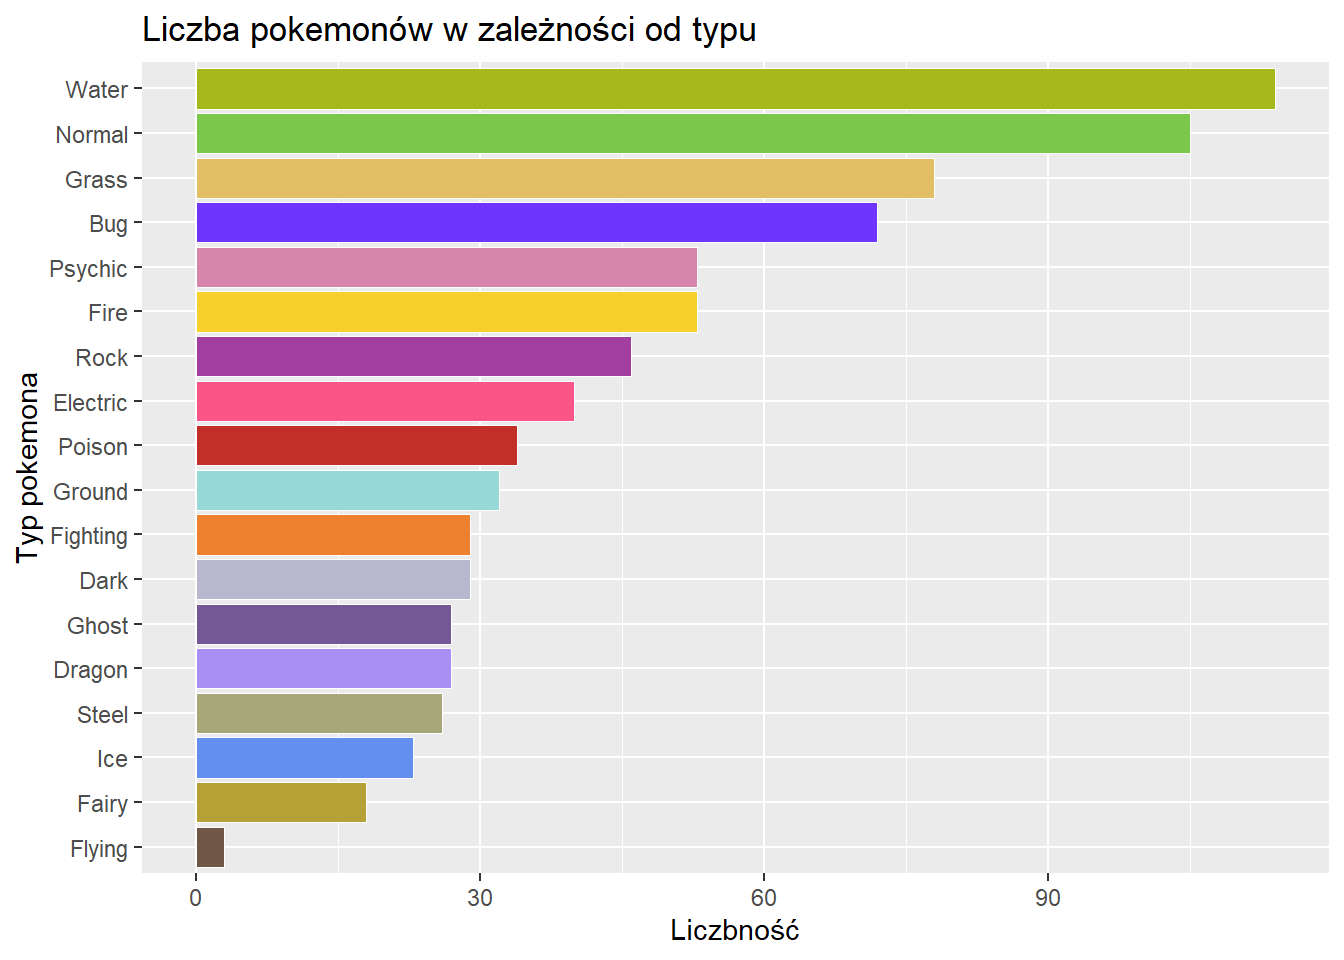 Liczba pokemonów w zależności od typu
Typ pokemona
Water
Normal
Grass
Bug
Psychic
Fire
Rock
Electric
Poison
Ground
Fighting
Dark
Ghost
Dragon
Steel
Ice
Fairy
Flying
0 30 60 90
Liczbność